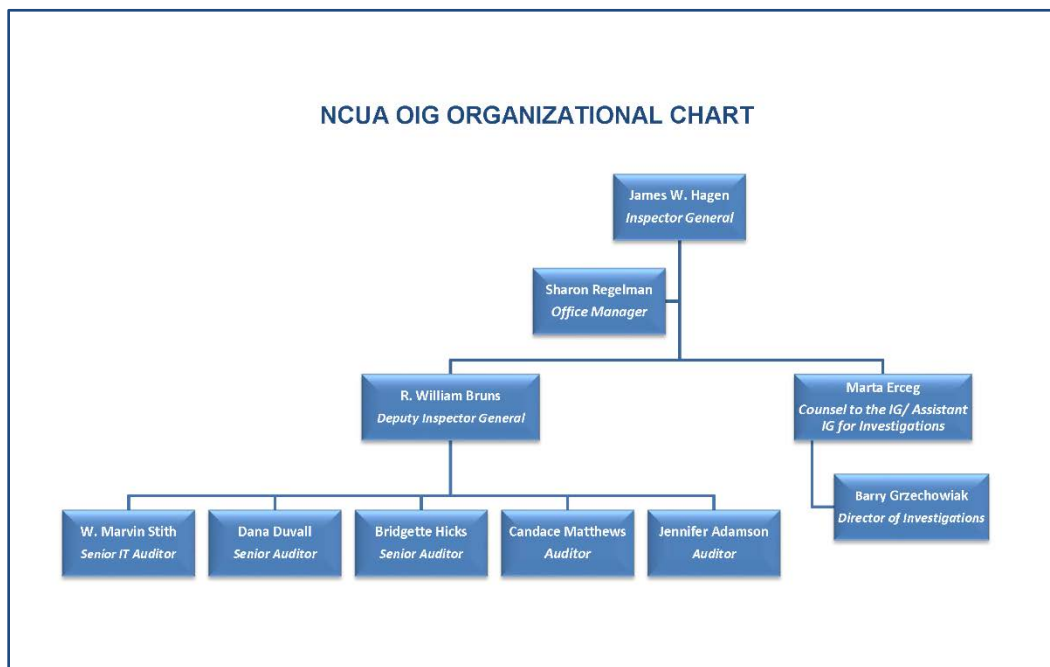 NCUA OIG ORGANIZATIONAL CHART
James W. Hagen
Inspector General
Sharon Regelman
Office Manager
R. William Bruns
Deputy Inspector General
Marta Erceg
Counsel to the IG/ Assistant
IG for Investigations
Barry Grzechowiak
Director of Investigations
W. Marvin Stith
Senior IT Auditor
Dana Duvall
Senior Auditor
Bridgette Hicks
Senior Auditor
Candace Matthews
Auditor
Jennifer Adamson
Auditor